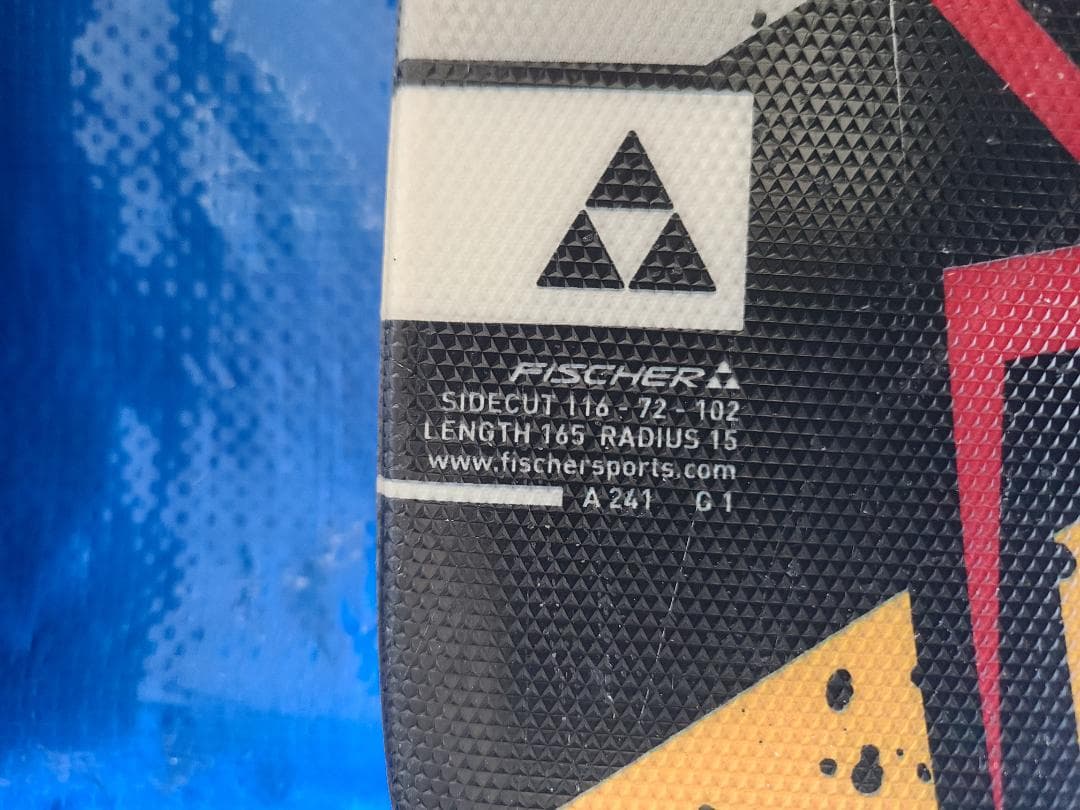 FISCHER
SIDECUT 116 - 72 - 102
LENGTH 165 RADIUS 15
www.fischersports.com
A 241 G 1